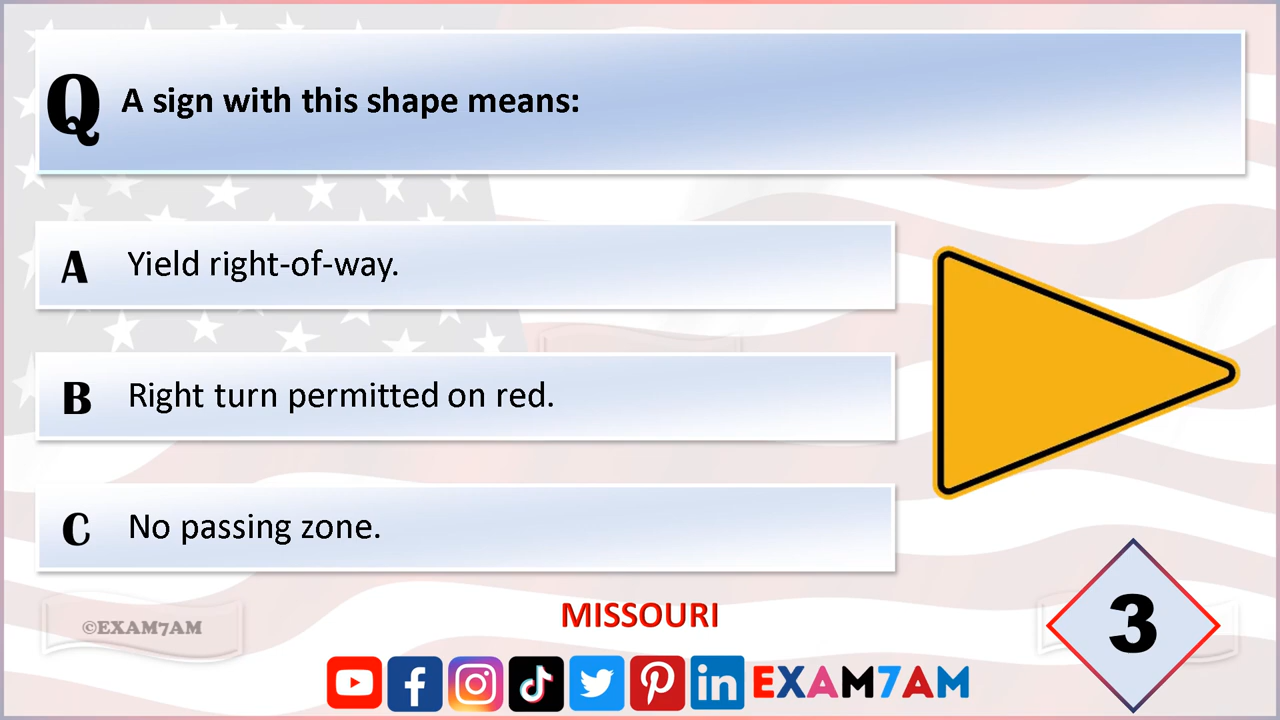 Q A sign with this shape means:
A Yield right-of-way.
B Right turn permitted on red.
C No passing zone.
MISSOURI
©EXAM7AM
3
EXAM7AM